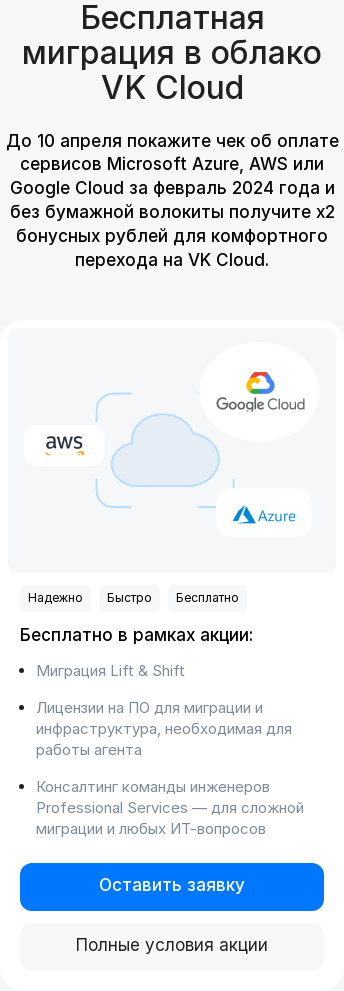 Бесплатная
миграция в облако
VK Cloud
До 10 апреля покажите чек об оплате
сервисов Microsoft Azure, AWS или
Google Cloud за февраль 2024 года и
без бумажной волокиты получите х2
бонусных рублей для комфортного
перехода на VK Cloud.
Google Cloud
aws
Azure
Надежно Быстро Бесплатно
Бесплатно в рамках акции:
Миграция Lift & Shift
Лицензии на ПО для миграции и
инфраструктура, необходимая для
работы агента
Консалтинг команды инженеров
Professional Services — для сложной
миграции и любых ИТ-вопросов
Оставить заявку
Полные условия акции